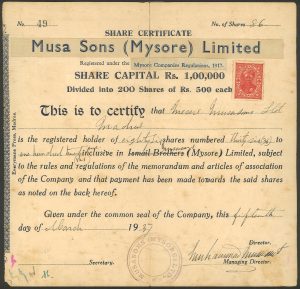 No. 49 No. of Shares 86
SHARE CERTIFICATE
Musa Sons (Mysore) Limited
Registered under the Mysore Companies Regulations, 1917.
SHARE CAPITAL Rs. 1,00,000
Divided into 200 Shares of Rs. 500 each
This is to certify that
is the registered holder of eighty six shares numbered
to inclusive in Ismail Brothers (Mysore) Limited, subject
to the rules and regulations of the memorandum and articles of association
of the Company and that payment has been made towards the said shares
as noted on the back hereof.
Given under the common seal of the Company, this fifteenth
day of March 1937
Director.
Secretary. Managing Director.